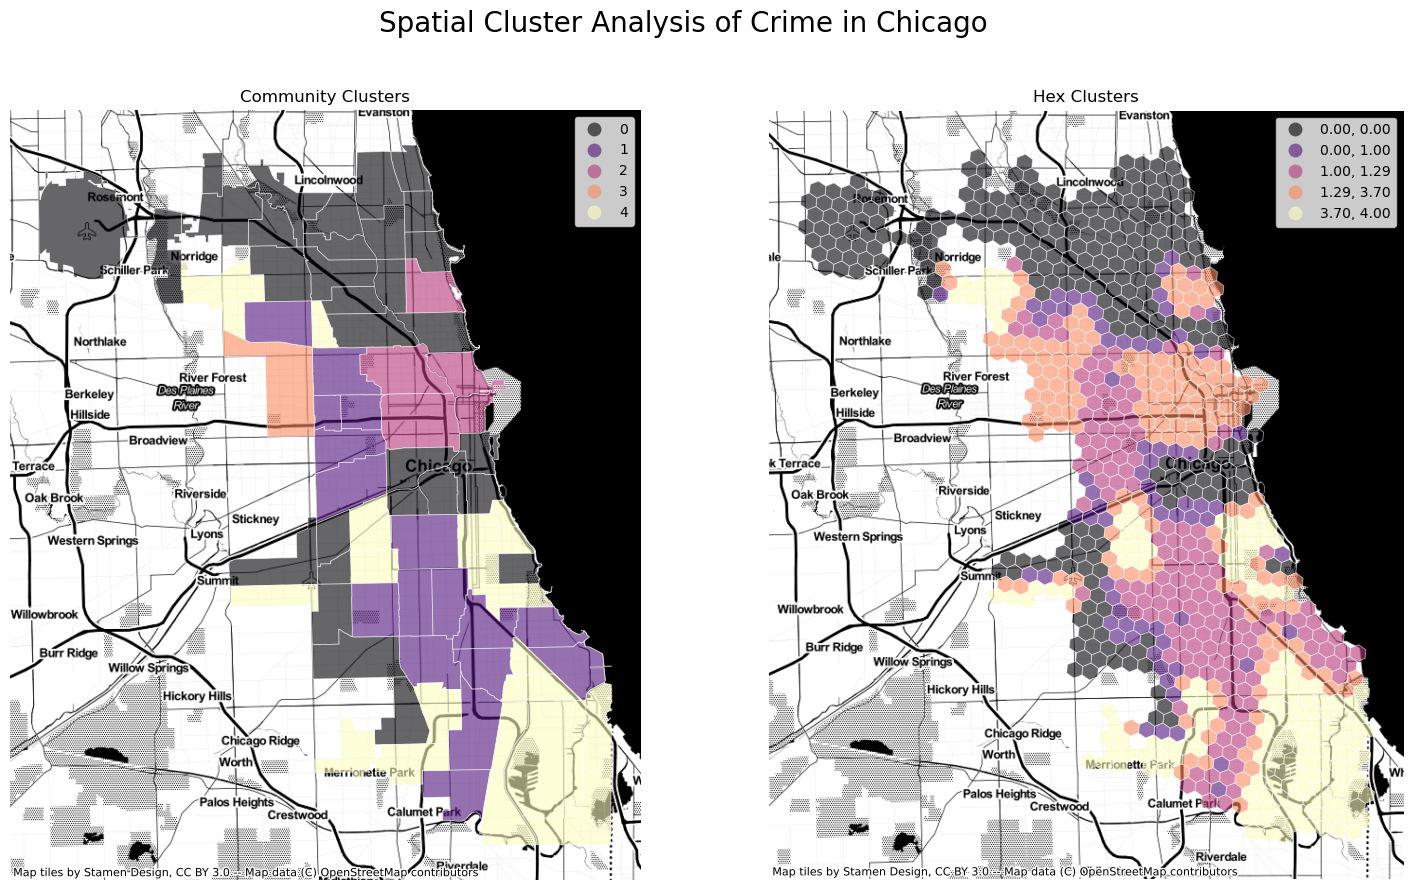 Spatial Cluster Analysis of Crime in Chicago
Community Clusters
Evanston
0
1
2
3
4
Lincolnwood
Rosemont
Norridge
Schiller Park
Northlake
River Forest
Des Plaines
River
Berkeley
Hillside
Broadview
Terrace
Chicago
Oak Brook
Riverside
Stickney
Lyons
Western Springs
Summit
Willowbrook
Burr Ridge
Willow Springs
Hickory Hills
Chicago Ridge
Worth
Merrionette Park
Palos Heights
Crestwood
Calumet Park
Riverdale
Map tiles by Stamen Design, CC BY 3.0 -- Map data (C) OpenStreetMap contributors
Hex Clusters
Evanston
0.00, 0.00
0.00, 1.00
1.00, 1.29
1.29, 3.70
3.70, 4.00
Lincolnwood
Rosemont
Norridge
Schiller Park
Northlake
River Forest
Des Plaines
River
Berkeley
Hillside
Broadview
k Terrace
Chicago
Oak Brook
Riverside
Stickney
Lyons
Western Springs
Summit
Willowbrook
Burr Ridge
Willow Springs
Hickory Hills
Chicago Ridge
Worth
Merrionette Park
Palos Heights
Crestwood
Calumet Park
Riverdale
Map tiles by Stamen Design, CC BY 3.0 -- Map data (C) OpenStreetMap contributors